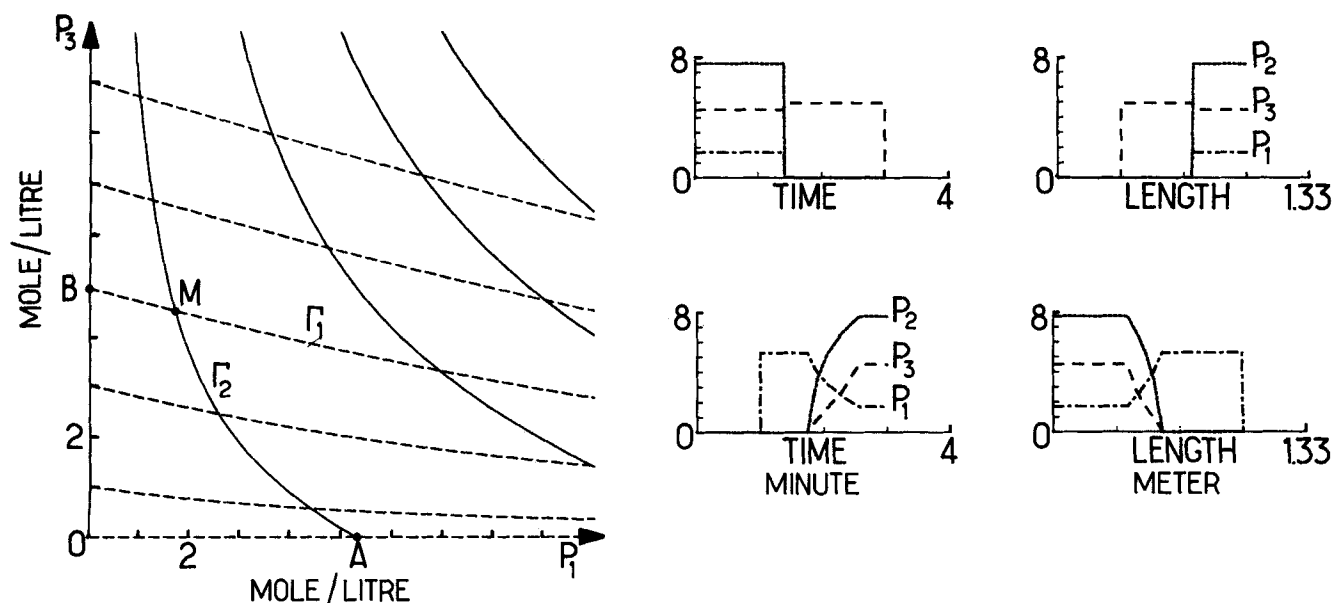 P₃
MOLE/LITRE
B
M
Γ₁
Γ₂
2
0
2
A
P₁
MOLE/LITRE
8
0
TIME
4
8
P₂
P₃
P₁
0
LENGTH
1.33
8
P₂
P₃
P₁
0
TIME
4
MINUTE
8
0
LENGTH
1.33
METER